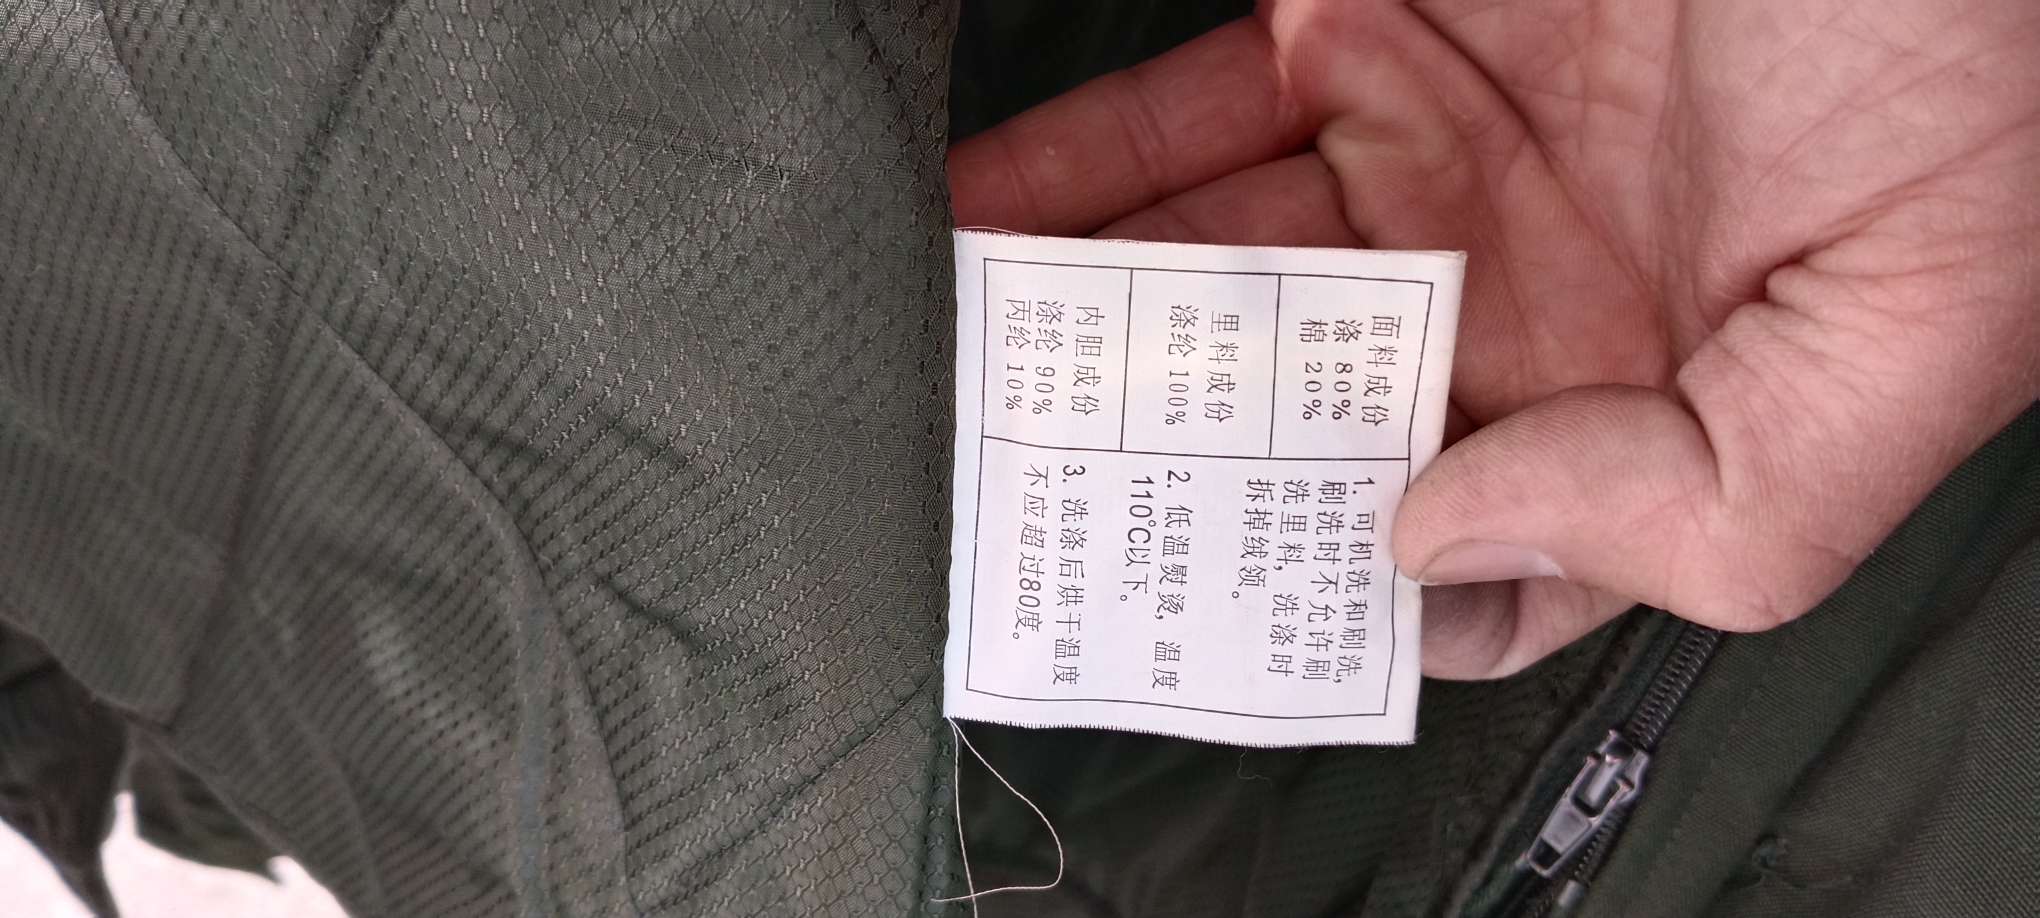 面料成份
涤 80%
棉 20%
里料成份
涤纶 100%
内胆成份
涤纶 90%
丙纶 10%
1. 可机洗和刷洗,
刷洗时不允许刷
洗里料, 洗涤时
拆掉绒领。
2. 低温熨烫, 温度
110℃以下。
3. 洗涤后烘干温度
不应超过80度。